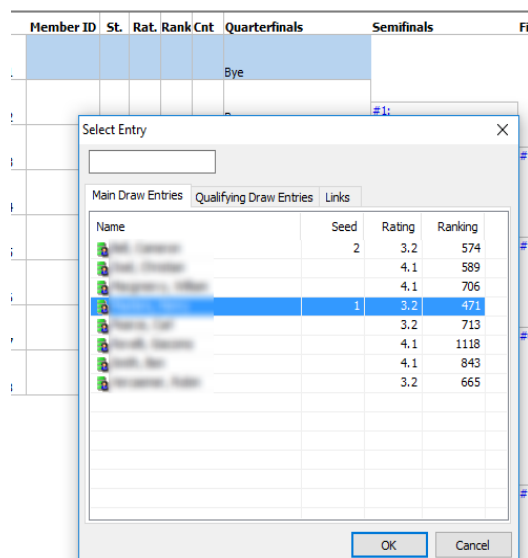 Member ID St. Rat. Rank Cnt Quarterfinals Semifinals
Bye
#1:
Select Entry
Main Draw Entries Qualifying Draw Entries Links
Name Seed Rating Ranking
2 3.2 574
4.1 589
4.1 706
1 3.2 471
3.2 713
4.1 1118
4.1 843
3.2 665
OK Cancel